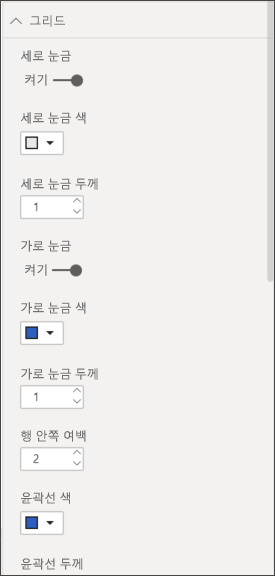 그리드
세로 눈금
켜기
세로 눈금 색
세로 눈금 두께
1
가로 눈금
켜기
가로 눈금 색
가로 눈금 두께
1
행 안쪽 여백
2
윤곽선 색
윤곽선 두께